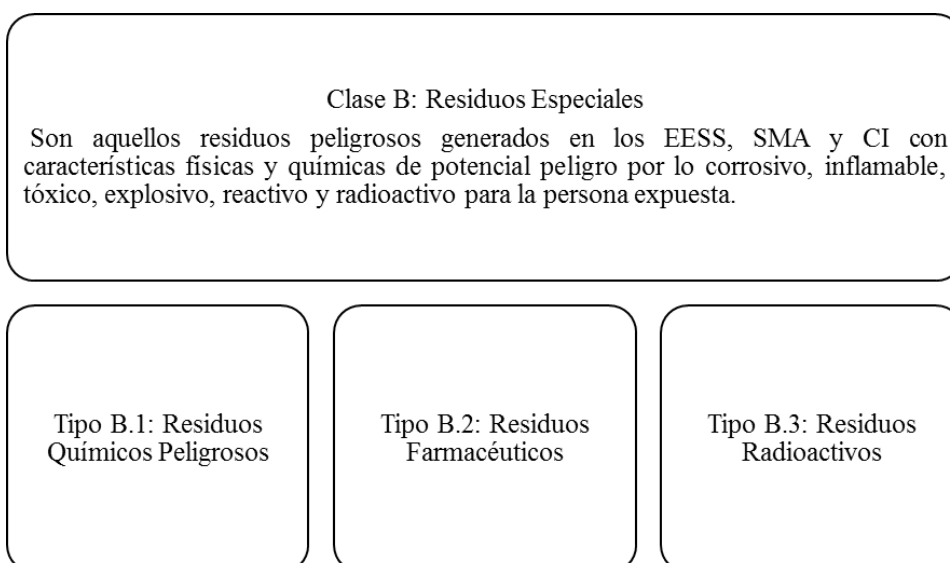 Clase B: Residuos Especiales
Son aquellos residuos peligrosos generados en los EESS, SMA y CI con
características físicas y químicas de potencial peligro por lo corrosivo, inflamable,
tóxico, explosivo, reactivo y radioactivo para la persona expuesta.
Tipo B.1: Residuos
Químicos Peligrosos
Tipo B.2: Residuos
Farmacéuticos
Tipo B.3: Residuos
Radioactivos